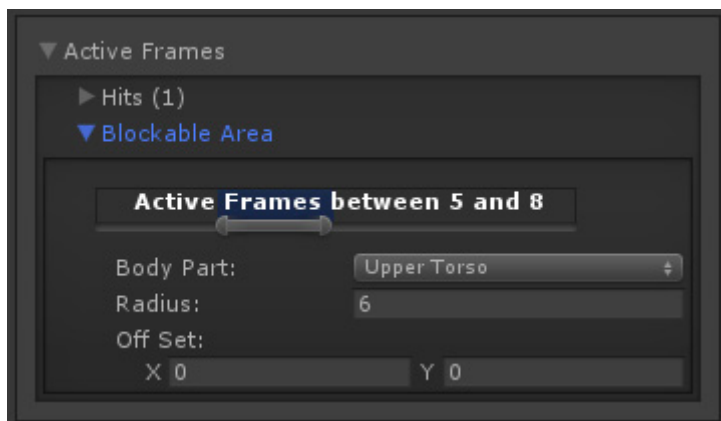 Active Frames
Hits (1)
Blockable Area
Active Frames between 5 and 8
Body Part: Upper Torso
Radius: 6
Off Set:
X 0 Y 0